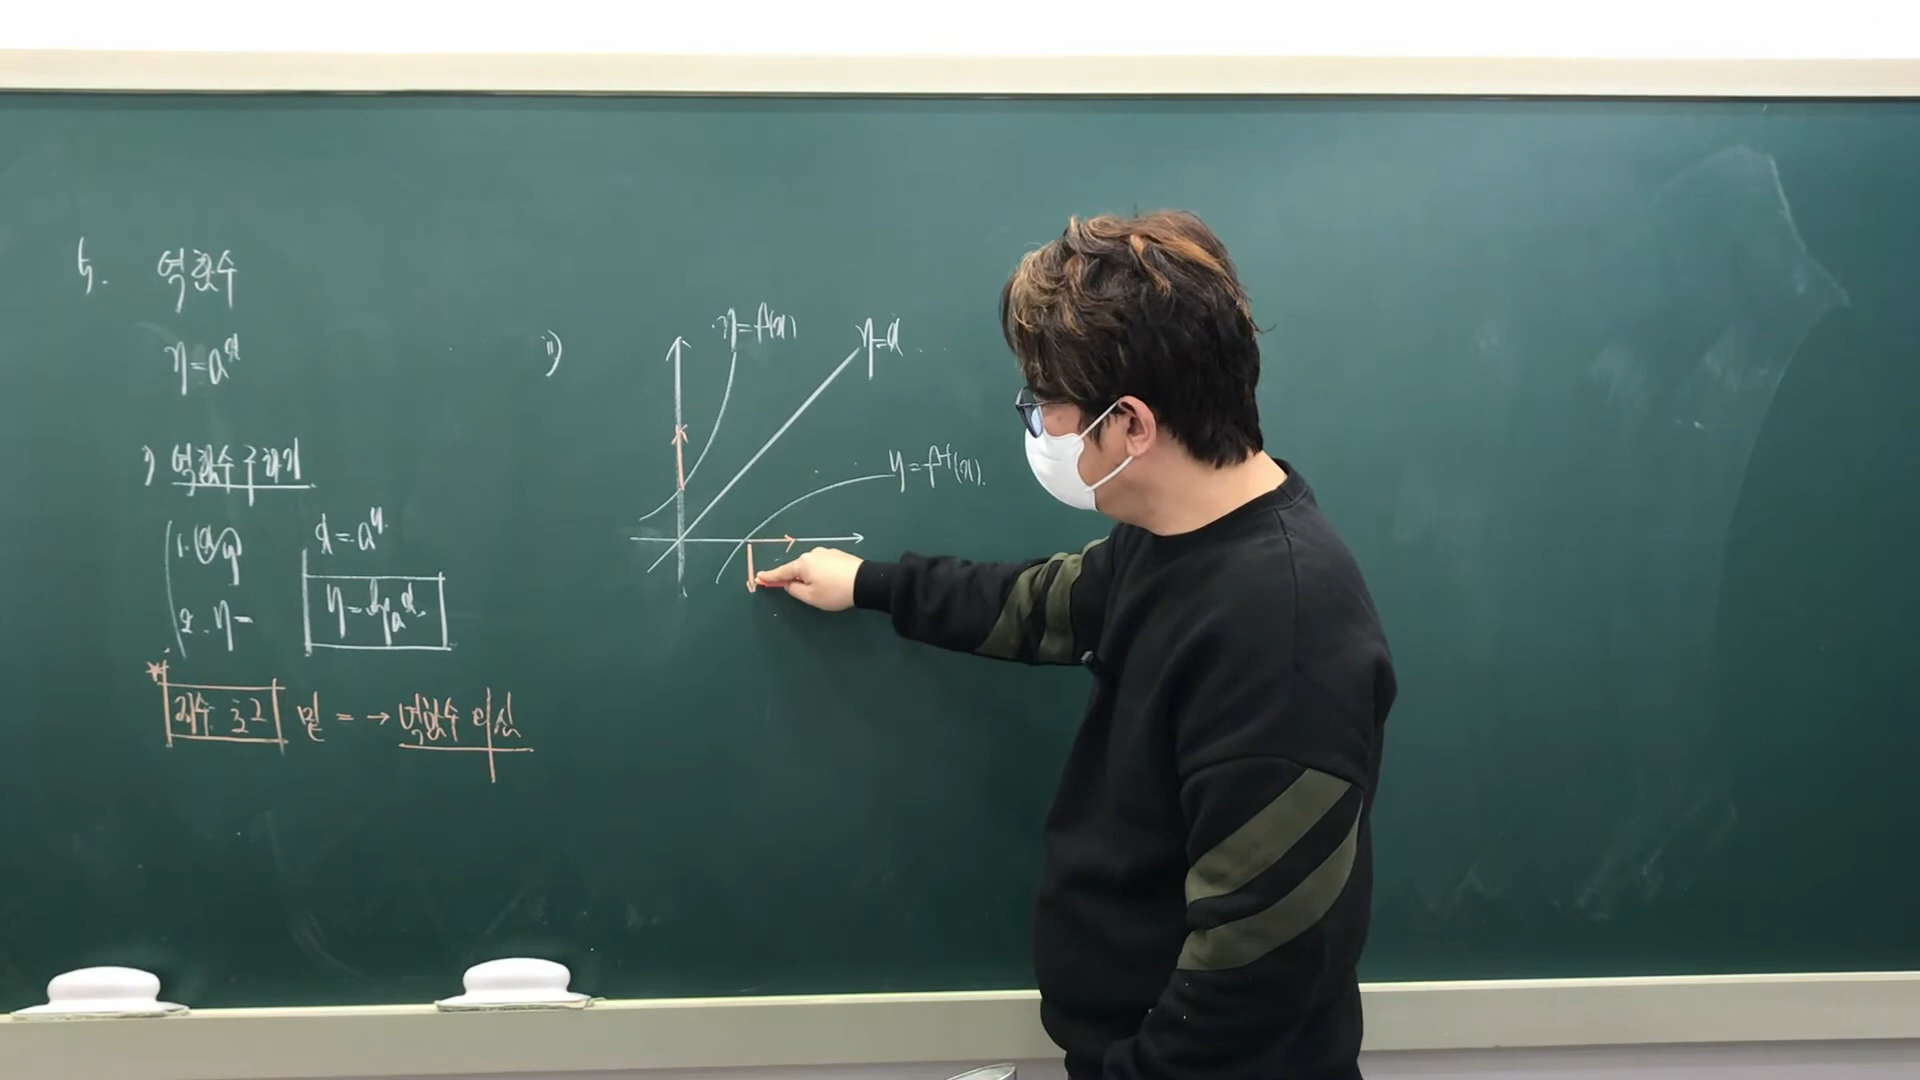 5. 역함수
y=a^x
i) 역함수 구하기
1. (x, y)
x=a^y
2. y=
y=log_a x
지수 로그 밑 = → 역함수 의심
ii)
y=f(x)
y=x
y=f^-1(x).